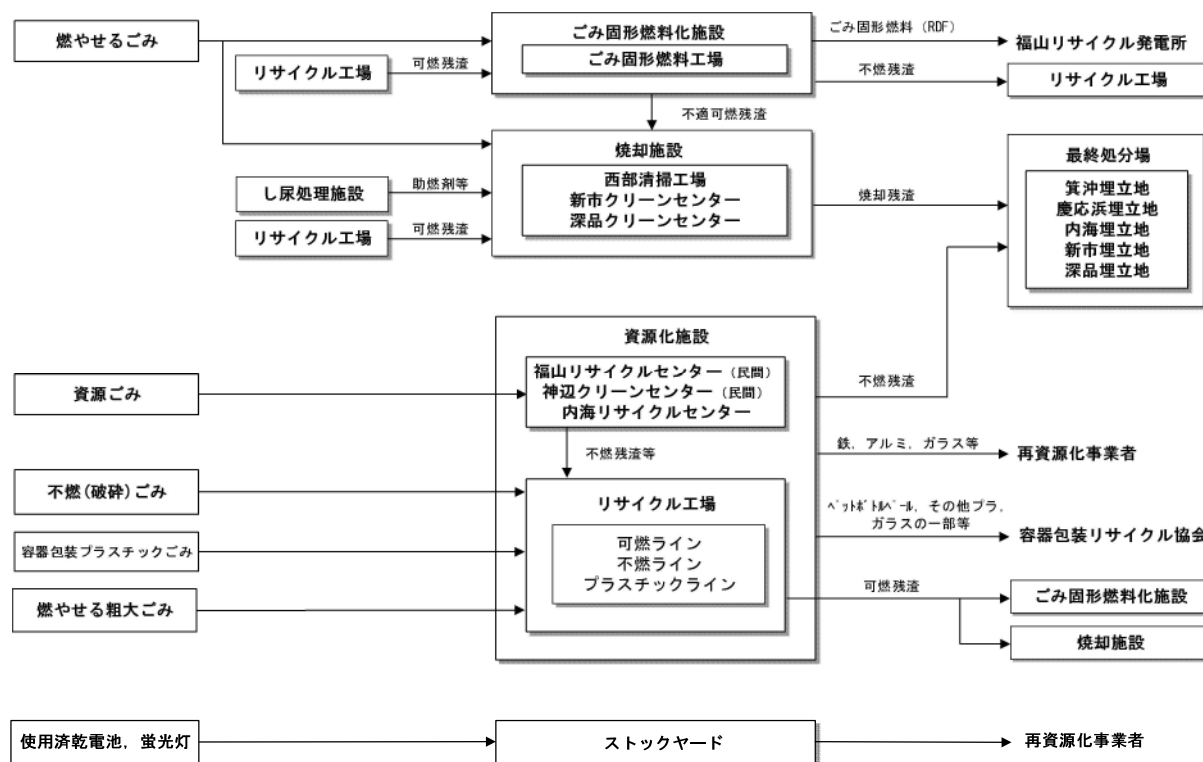 燃やせるごみ
リサイクル工場
可燃残渣
ごみ固形燃料化施設
ごみ固形燃料工場
ごみ固形燃料（RDF）
福山リサイクル発電所
不燃残渣
リサイクル工場
不適可燃残渣
し尿処理施設
助燃剤等
リサイクル工場
可燃残渣
焼却施設
西部清掃工場
新市クリーンセンター
深品クリーンセンター
焼却残渣
最終処分場
箕沖埋立地
慶応浜埋立地
内海埋立地
新市埋立地
深品埋立地
資源ごみ
資源化施設
福山リサイクルセンター（民間）
神辺クリーンセンター（民間）
内海リサイクルセンター
不燃残渣
不燃残渣等
鉄，アルミ，ガラス等
再資源化事業者
不燃(破砕)ごみ
容器包装プラスチックごみ
燃やせる粗大ごみ
リサイクル工場
可燃ライン
不燃ライン
プラスチックライン
ﾍﾟｯﾄﾎﾞﾄﾙﾍﾞｰﾙ，その他プラ，
ガラスの一部等
容器包装リサイクル協会
可燃残渣
ごみ固形燃料化施設
焼却施設
使用済乾電池，蛍光灯
ストックヤード
再資源化事業者